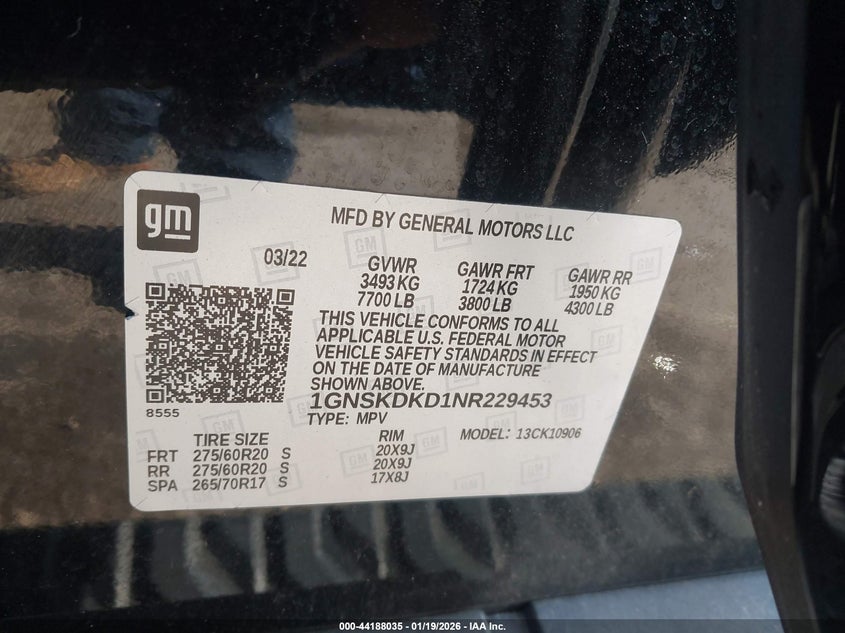 gm
MFD BY GENERAL MOTORS LLC
03/22
GVWR GAWR FRT GAWR RR
3493 KG 1724 KG 1950 KG
7700 LB 3800 LB 4300 LB
THIS VEHICLE CONFORMS TO ALL
APPLICABLE U.S. FEDERAL MOTOR
VEHICLE SAFETY STANDARDS IN EFFECT
ON THE DATE OF MANUFACTURE
SHOWN ABOVE.
8555
1GNSKDKD1NR229453
TYPE: MPV
MODEL: 13CK10906
TIRE SIZE RIM
FRT 275/60R20 S 20X9J
RR 275/60R20 S 20X9J
SPA 265/70R17 S 17X8J
000-44188035 - 01/19/2026 - IAA Inc.